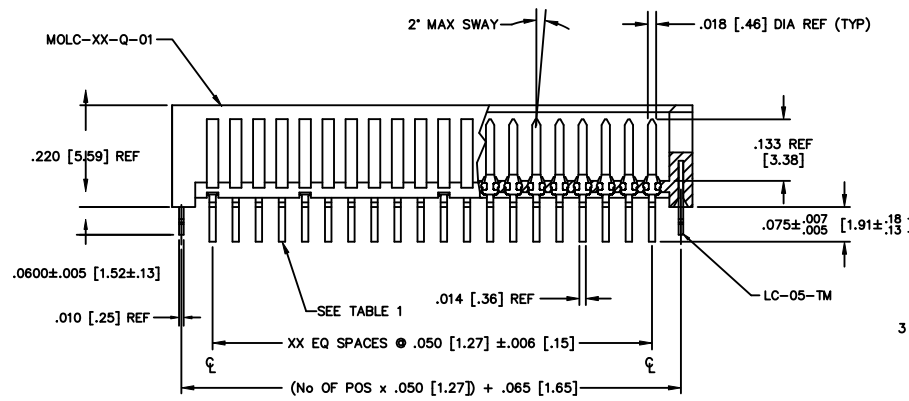 2° MAX SWAY
.018 [.46] DIA REF (TYP)
MOLC-XX-Q-01
.220 [5.59] REF
.133 REF
[3.38]
.075±.007 .005 [1.91±.18 .13]
.0600±.005 [1.52±.13]
.010 [.25] REF
SEE TABLE 1
.014 [.36] REF
LC-05-TM
3
XX EQ SPACES @ .050 [1.27] ±.006 [.15]
℄ ℄
(No OF POS x .050 [1.27]) + .065 [1.65]